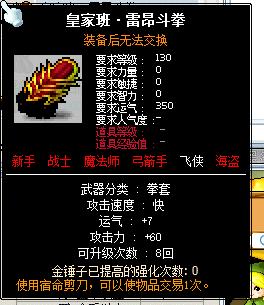 皇家班·雷昂斗拳
装备后无法交换
要求等级： 130
要求力量： 0
要求敏捷： 0
要求智力： 0
要求运气： 350
要求人气度： -
道具等级： -
道具经验值： -
新手 战士 魔法师 弓箭手 飞侠 海盗
武器分类 : 拳套
攻击速度 : 快
运气 : +7
攻击力 : +60
可升级次数 : 8回
金锤子已提高的强化次数: 0
使用宿命剪刀，可以使物品交易1次。